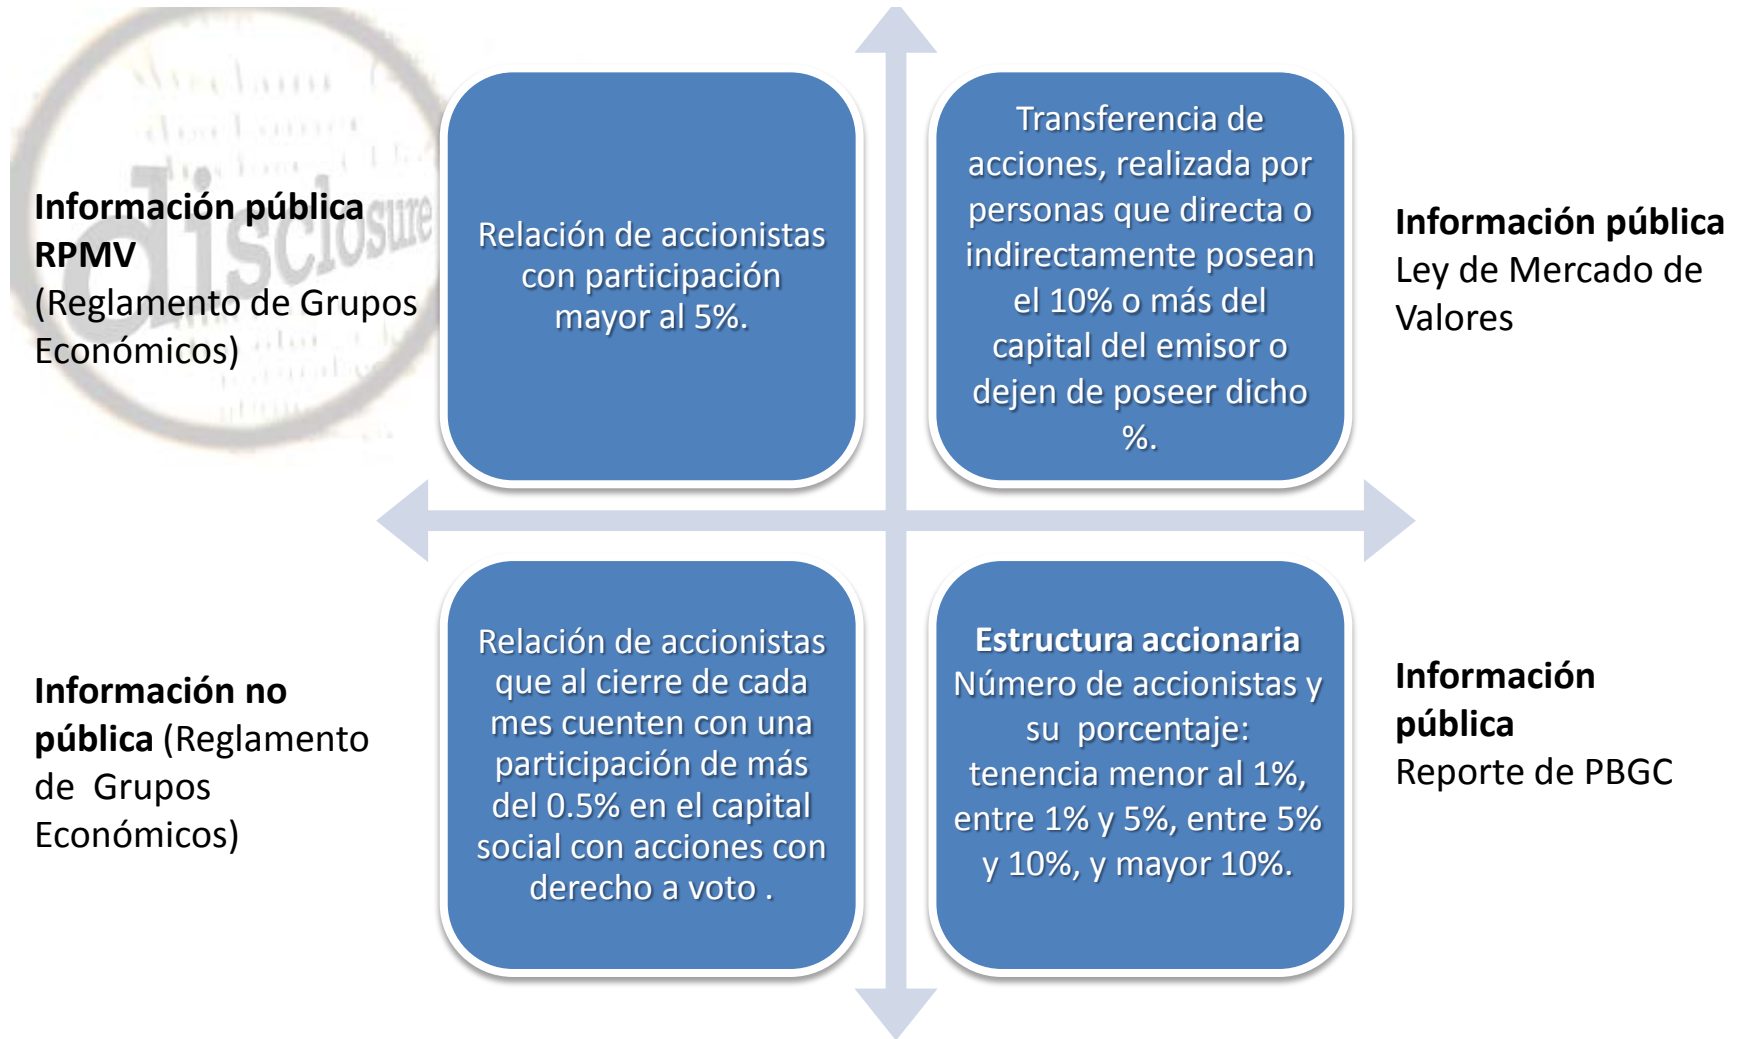 disclosure
Información pública
RPMV
(Reglamento de Grupos
Económicos)
Relación de accionistas
con participación
mayor al 5%.
Transferencia de
acciones, realizada por
personas que directa o
indirectamente posean
el 10% o más del
capital del emisor o
dejen de poseer dicho
%.
Información pública
Ley de Mercado de
Valores
Información no
pública (Reglamento
de  Grupos
Económicos)
Relación de accionistas
que al cierre de cada
mes cuenten con una
participación de más
del 0.5% en el capital
social con acciones con
derecho a voto .
Estructura accionaria
Número de accionistas y
su  porcentaje:
tenencia menor al 1%,
entre 1% y 5%, entre 5%
y 10%, y mayor 10%.
Información
pública
Reporte de PBGC